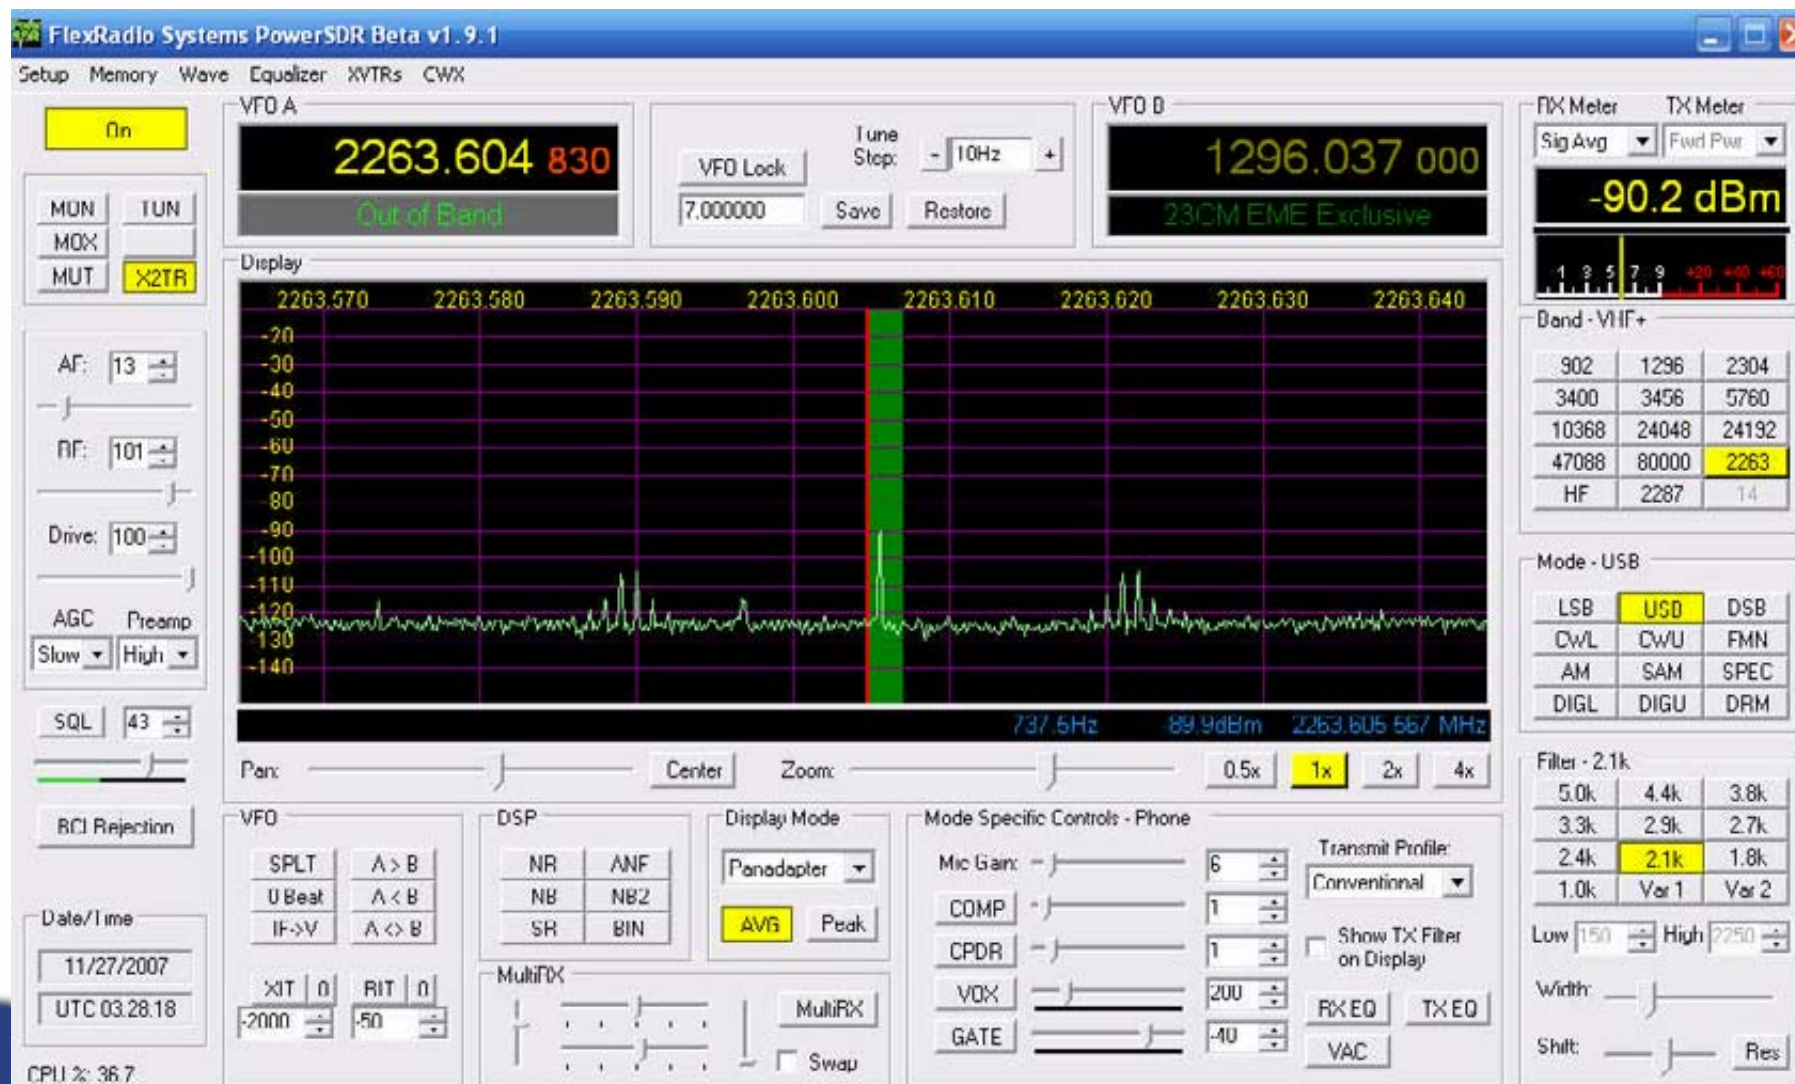 FlexRadio Systems PowerSDR Beta v1.9.1
Setup Memory Wave Equalizer XVTRs CWX
On
MON TUN
MOX
MUT X2TR
AF: 13
RF: 101
Drive: 100
AGC Preamp
Slow High
SQL 43
BCI Rejection
Date/Time
11/27/2007
UTC 03:28:18
CPU %: 36.7
VFO A
2263.604 830
Out of Band
VFO Lock
Tune Step: - 10Hz +
7.000000 Save Restore
VFO B
1296.037 000
23CM EME Exclusive
Display
2263.570 2263.580 2263.590 2263.600 2263.610 2263.620 2263.630 2263.640
-20
-30
-40
-50
-60
-70
-80
-90
-100
-110
-120
-130
-140
737.5Hz -89.9dBm 2263.605 567 MHz
Pan: Center Zoom: 0.5x 1x 2x 4x
VFO
SPLT A > B
0 Beat A < B
IF->V A <> B
XIT 0 RIT 0
-2000 -50
DSP
NR ANF
NB NB2
SR BIN
Display Mode
Panadapter
AVG Peak
MultiRX
MultiRX
Swap
Mode Specific Controls - Phone
Mic Gain: 6
COMP 1
CPDR 1
VOX 200
GATE -40
Transmit Profile:
Conventional
Show TX Filter
on Display
RX EQ TX EQ
VAC
RX Meter TX Meter
Sig Avg Fwd Pwr
-90.2 dBm
1 3 5 7 9 +20 +40 +60
Band - VHF+
902 1296 2304
3400 3456 5760
10368 24048 24192
47088 80000 2263
HF 2287 14
Mode - USB
LSB USB DSB
CWL CWU FMN
AM SAM SPEC
DIGL DIGU DRM
Filter - 2.1k
5.0k 4.4k 3.8k
3.3k 2.9k 2.7k
2.4k 2.1k 1.8k
1.0k Var 1 Var 2
Low 150 High 2250
Width:
Shift: Res